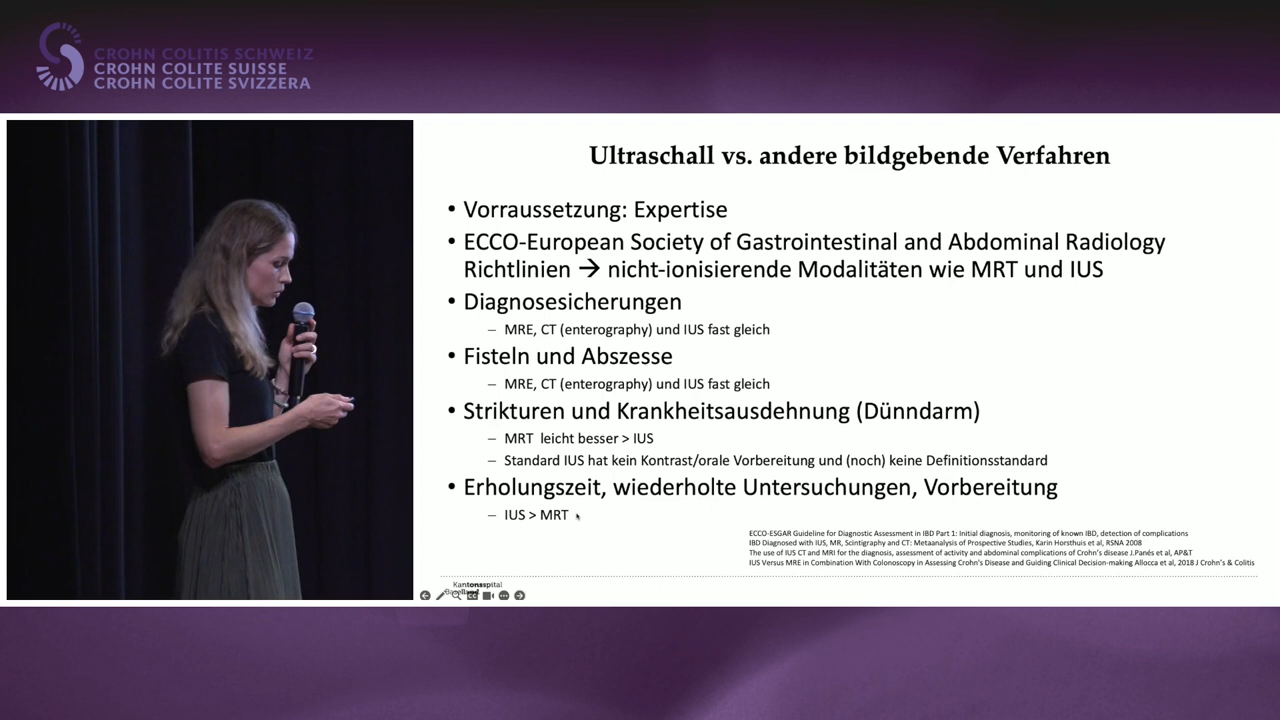 CROHN COLITIS SCHWEIZ
CROHN COLITE SUISSE
CROHN COLITE SVIZZERA
Ultraschall vs. andere bildgebende Verfahren
• Vorraussetzung: Expertise
• ECCO-European Society of Gastrointestinal and Abdominal Radiology
Richtlinien → nicht-ionisierende Modalitäten wie MRT und IUS
• Diagnosesicherungen
– MRE, CT (enterography) und IUS fast gleich
• Fisteln und Abszesse
– MRE, CT (enterography) und IUS fast gleich
• Strikturen und Krankheitsausdehnung (Dünndarm)
– MRT leicht besser > IUS
– Standard IUS hat kein Kontrast/orale Vorbereitung und (noch) keine Definitionsstandard
• Erholungszeit, wiederholte Untersuchungen, Vorbereitung
– IUS > MRT
ECCO-ESGAR Guideline for Diagnostic Assessment in IBD Part 1: Initial diagnosis, monitoring of known IBD, detection of complications
IBD Diagnosed with IUS, MR, Scintigraphy and CT: Metaanalysis of Prospective Studies, Karin Horsthuis et al, RSNA 2008
The use of IUS CT and MRI for the diagnosis, assessment of activity and abdominal complications of Crohn's disease J.Panés et al, AP&T
IUS Versus MRE in Combination With Colonoscopy in Assessing Crohn's Disease and Guiding Clinical Decision-making Allocca et al, 2018 J Crohn's & Colitis
Kantonsspital
Baselland